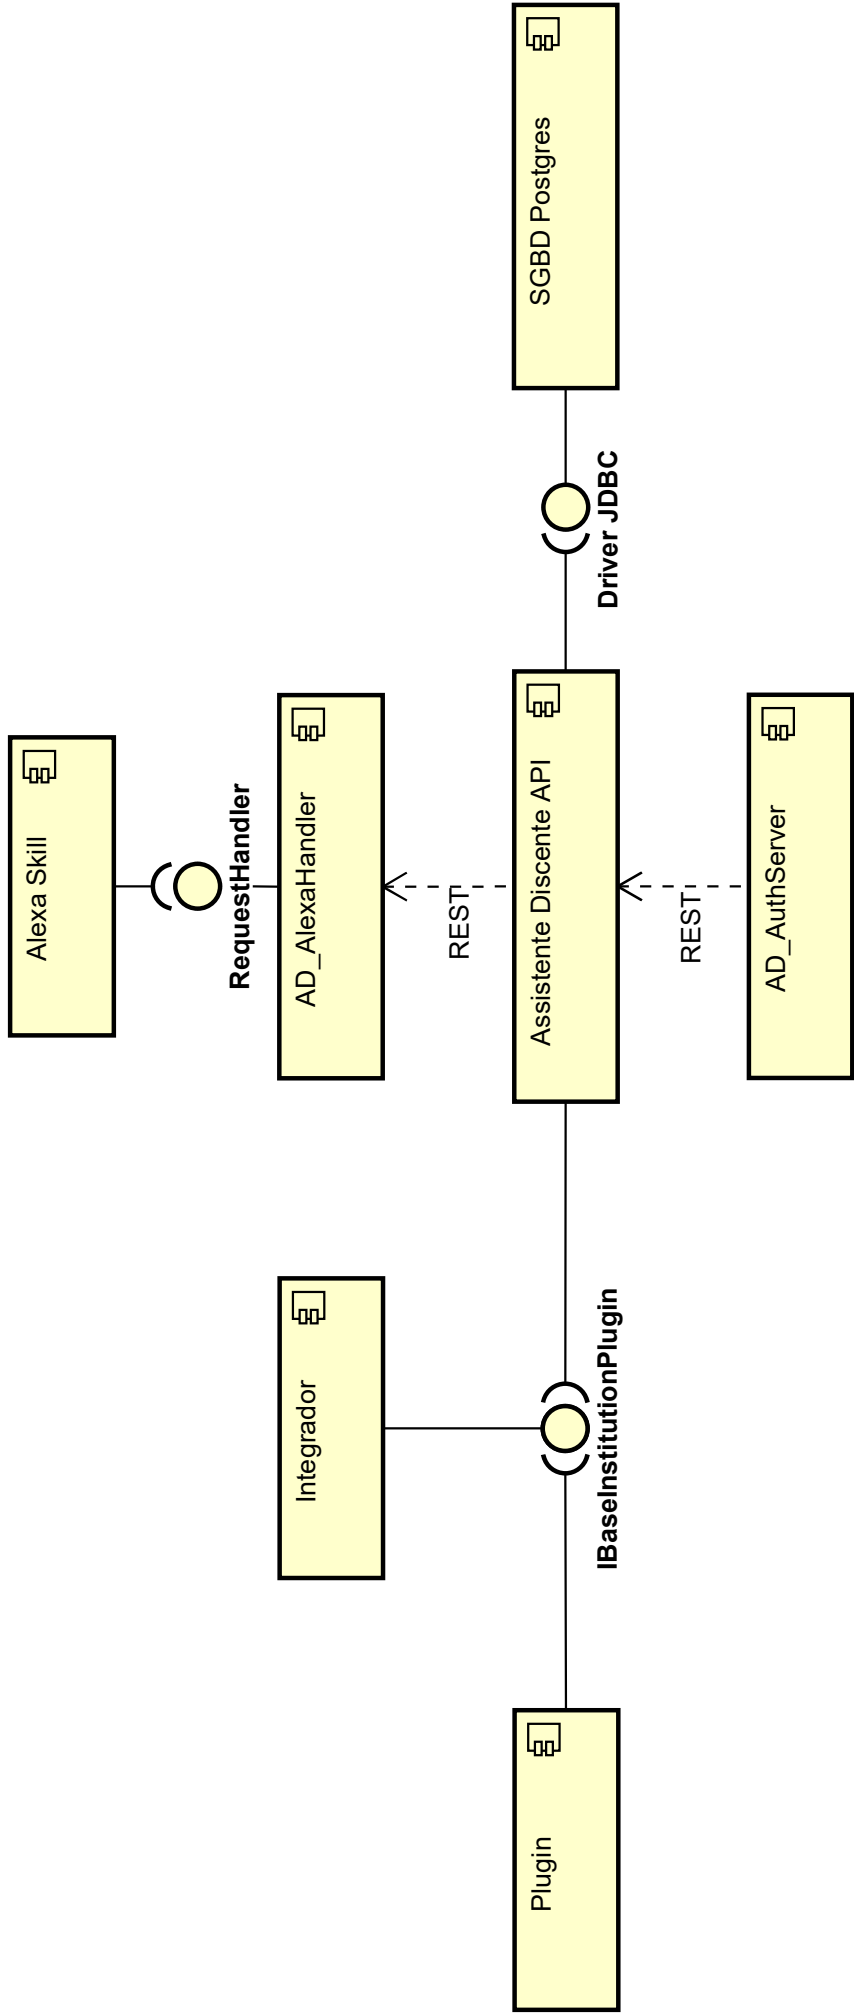 Alexa Skill
RequestHandler
Integrador
AD_AlexaHandler
REST
Plugin
IBaseInstitutionPlugin
Assistente Discente API
Driver JDBC
SGBD Postgres
REST
AD_AuthServer